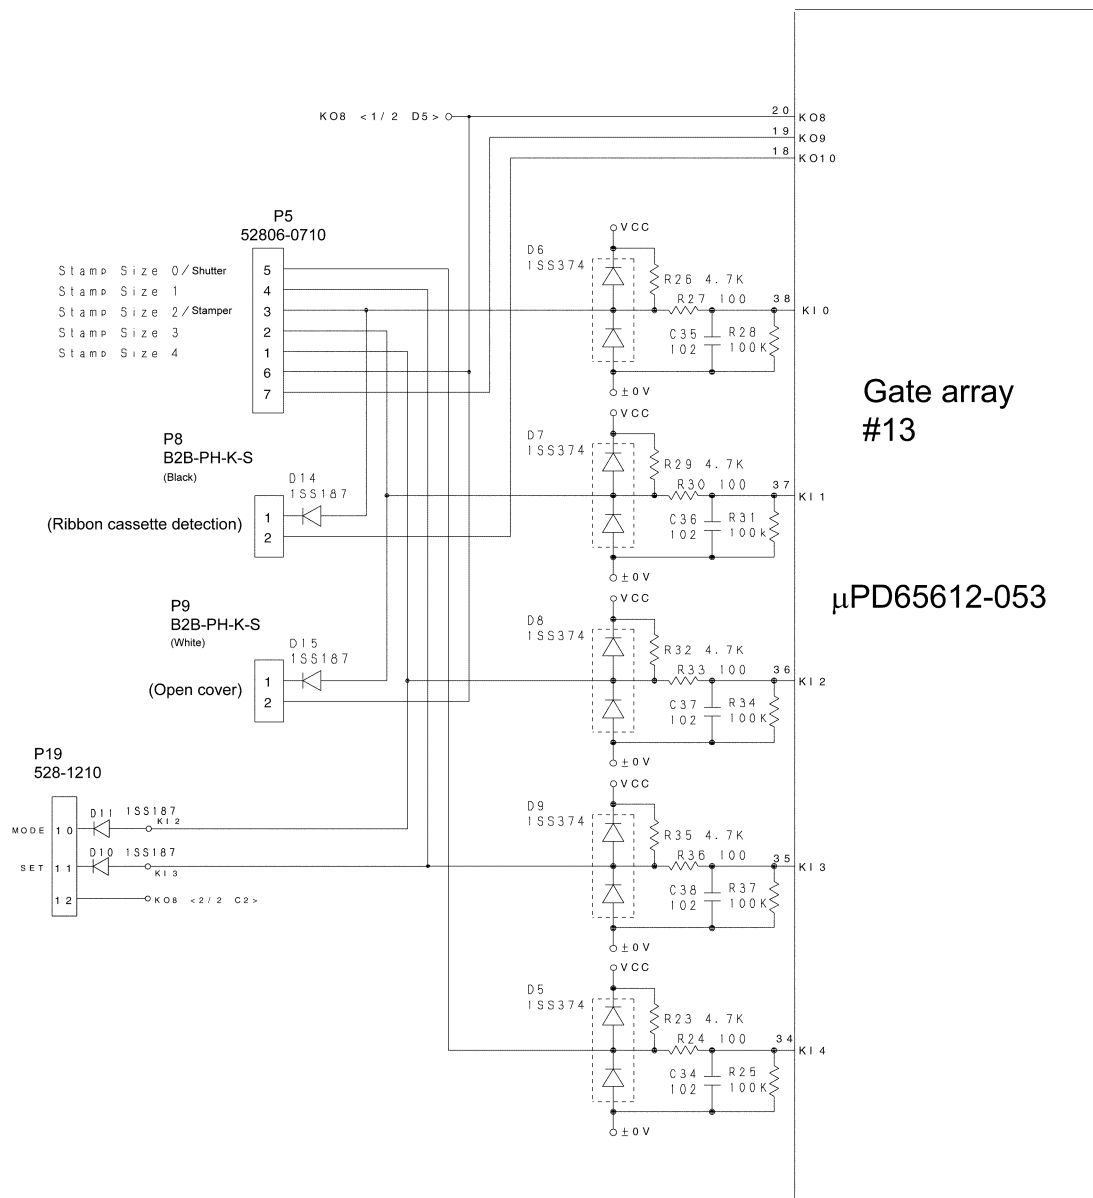 20
KO8 <1/2 D5>
KO8
19
KO9
18
KO10
P5
52806-0710
Stamp Size 0/Shutter
5
Stamp Size 1
4
Stamp Size 2/Stamper
3
Stamp Size 3
2
Stamp Size 4
1
6
7
VCC
D6
1SS374
R26 4.7K
R27 100
38
KI0
C35
102
R28
100K
±0V
Gate array
#13
VCC
D7
1SS374
R29 4.7K
R30 100
37
KI1
C36
102
R31
100k
±0V
P8
B2B-PH-K-S
(Black)
D14
1SS187
(Ribbon cassette detection)
1
2
μPD65612-053
VCC
D8
1SS374
R32 4.7K
R33 100
36
KI2
C37
102
R34
100K
±0V
P9
B2B-PH-K-S
(White)
D15
1SS187
(Open cover)
1
2
P19
528-1210
D11 1SS187
MODE 10
KI2
D10 1SS187
SET 11
KI3
12
KO8 <2/2 C2>
VCC
D9
1SS374
R35 4.7K
R36 100
35
KI3
C38
102
R37
100K
±0V
VCC
D5
1SS374
R23 4.7K
R24 100
34
KI4
C34
102
R25
100K
±0V